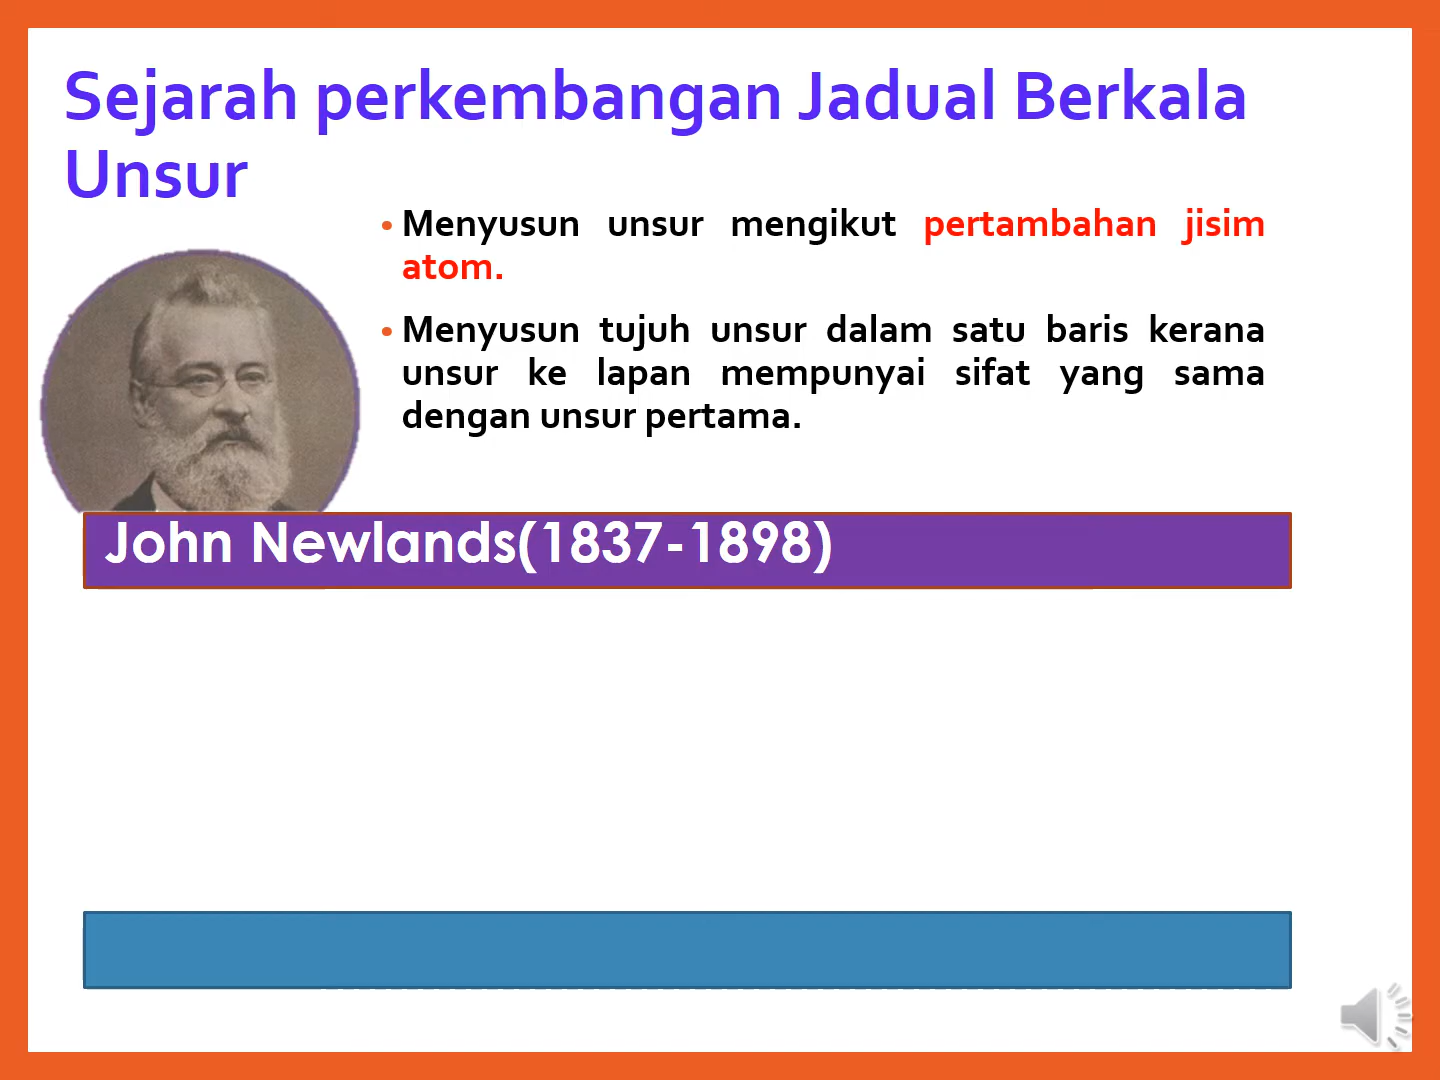 Sejarah perkembangan Jadual Berkala
Unsur
• Menyusun unsur mengikut pertambahan jisim
atom.
• Menyusun tujuh unsur dalam satu baris kerana
unsur ke lapan mempunyai sifat yang sama
dengan unsur pertama.
John Newlands(1837-1898)